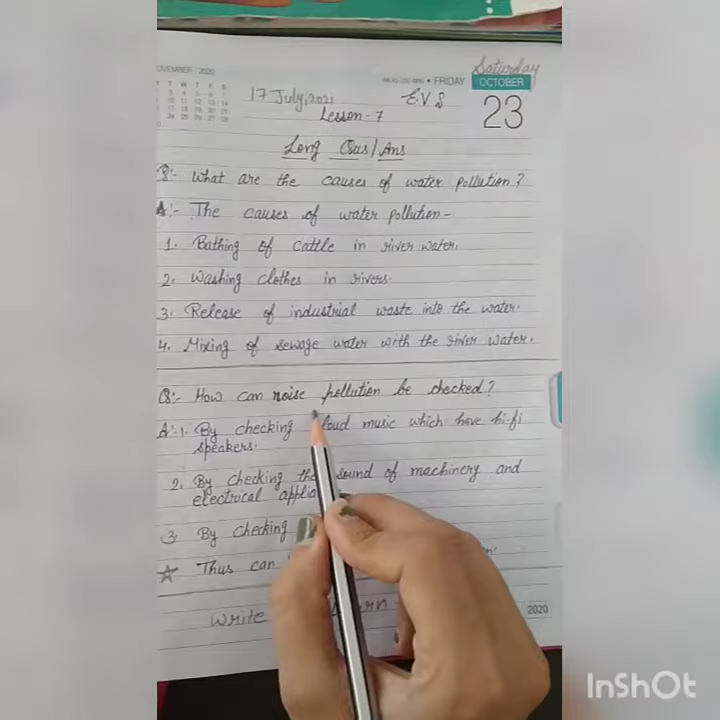 NOVEMBER - 2020
FRIDAY
Saturday
OCTOBER
23
17 July, 2021
E.V.S
Lesson - 7
Long Qus/Ans
Q:- What are the causes of water pollution?
A:- The causes of water pollution-
1. Bathing of cattle in river water.
2. Washing clothes in rivers.
3. Release of industrial waste into the water.
4. Mixing of sewage water with the river water.
Q:- How can noise pollution be checked?
A:- 1. By checking loud music which have hi-fi
speakers.
2. By checking the sound of machinery and
electrical
3. By checking
Thus can
Write
2020
InShOt